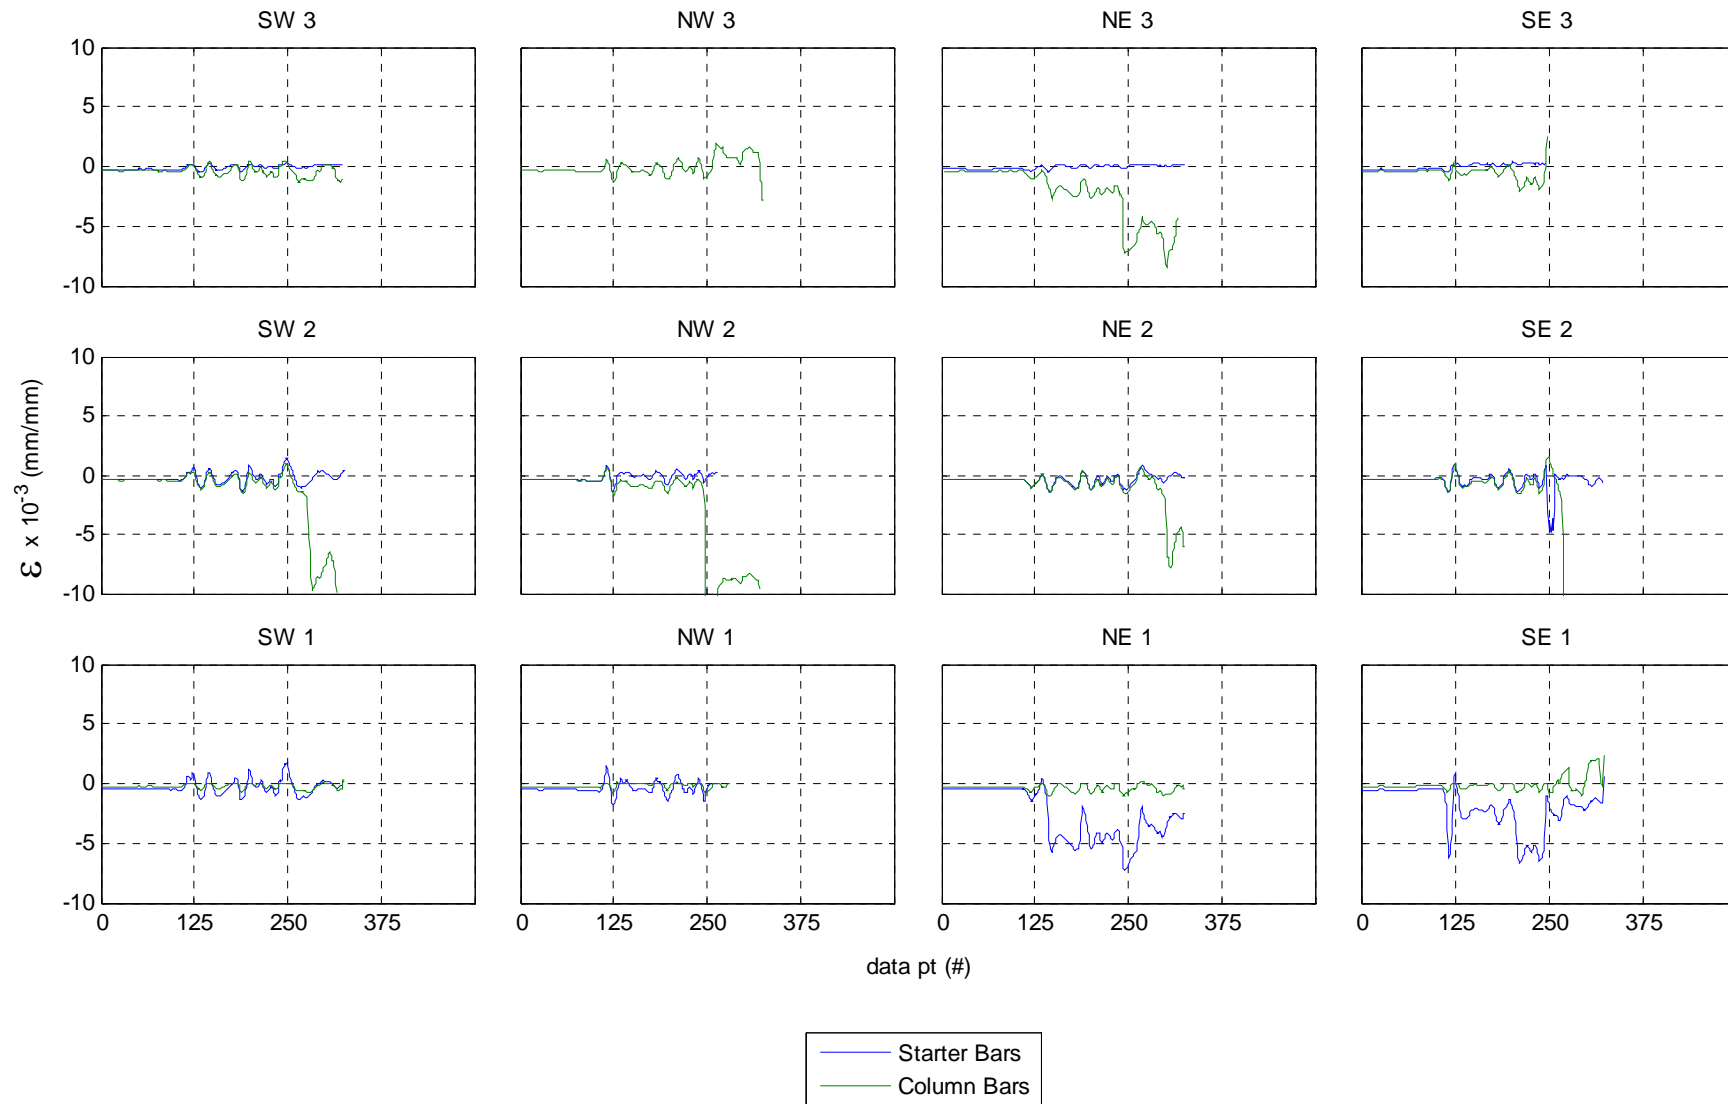 SW 3 NW 3 NE 3 SE 3
10
5
0
-5
-10
SW 2 NW 2 NE 2 SE 2
10
5
0
-5
-10
ε x 10-3 (mm/mm)
SW 1 NW 1 NE 1 SE 1
10
5
0
-5
-10
0 125 250 375 0 125 250 375 0 125 250 375 0 125 250 375
data pt (#)
Starter Bars
Column Bars